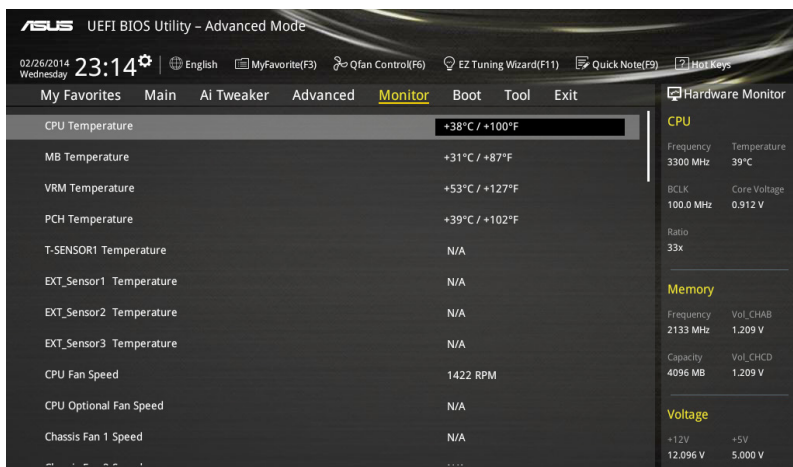 ASUS UEFI BIOS Utility – Advanced Mode
02/26/2014
Wednesday 23:14 English MyFavorite(F3) Qfan Control(F6) EZ Tuning Wizard(F11) Quick Note(F9) ? Hot Keys
My Favorites Main Ai Tweaker Advanced Monitor Boot Tool Exit
CPU Temperature +38°C / +100°F
MB Temperature +31°C / +87°F
VRM Temperature +53°C / +127°F
PCH Temperature +39°C / +102°F
T-SENSOR1 Temperature N/A
EXT_Sensor1 Temperature N/A
EXT_Sensor2 Temperature N/A
EXT_Sensor3 Temperature N/A
CPU Fan Speed 1422 RPM
CPU Optional Fan Speed N/A
Chassis Fan 1 Speed N/A
Hardware Monitor
CPU
Frequency Temperature
3300 MHz 39°C
BCLK Core Voltage
100.0 MHz 0.912 V
Ratio
33x
Memory
Frequency Vol_CHAB
2133 MHz 1.209 V
Capacity Vol_CHCD
4096 MB 1.209 V
Voltage
+12V +5V
12.096 V 5.000 V